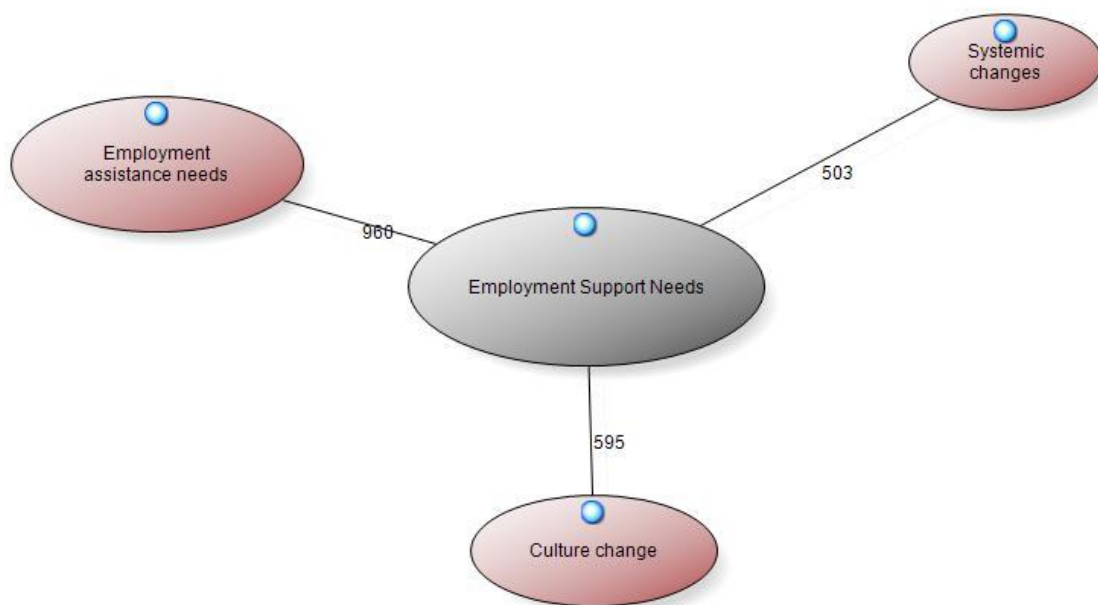 Systemic
changes
Employment
assistance needs
503
960
Employment Support Needs
595
Culture change